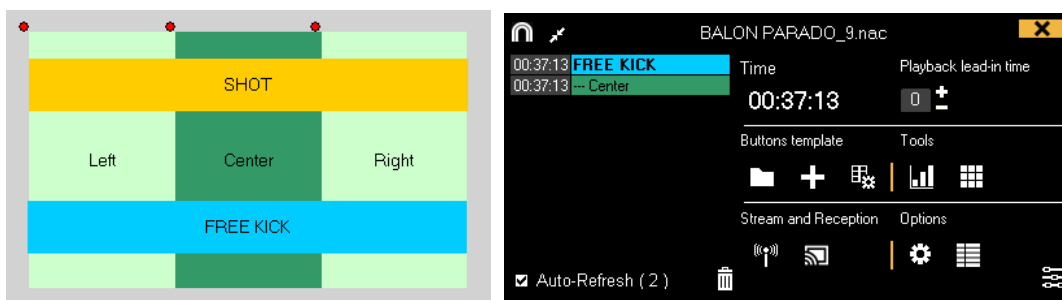 SHOT
Left Center Right
FREE KICK
BALON PARADO_9.nac
00:37:13 FREE KICK
00:37:13 --- Center
Time Playback lead-in time
00:37:13 0
Buttons template Tools
Stream and Reception Options
Auto-Refresh ( 2 )